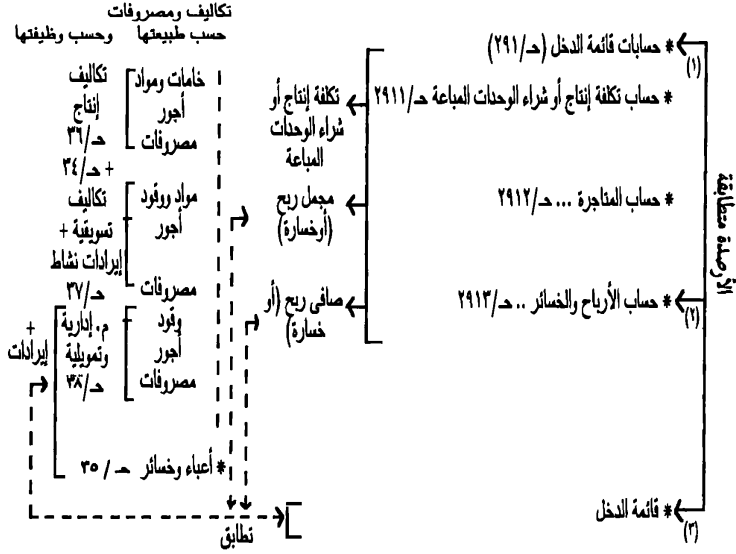 تكاليف ومصروفات
حسب طبيعتها
وحسب وظيفتها
* حسابات قائمة الدخل (حـ/٢٩١)
(١)
* حساب تكلفة إنتاج أو شراء الوحدات المباعة حـ/٢٩١١
* حساب المتاجرة ... حـ/٢٩١٢
* حساب الأرباح والخسائر .. حـ/٢٩١٣
(٢)
* قائمة الدخل
(٣)
الأرصدة متطابقة
تكلفة إنتاج أو
شراء الوحدات
المباعة
مجمل ربح
(أوخسارة)
صافى ربح (أو
خسارة)
خامات ومواد
أجور
مصروفات
تكاليف
إنتاج
حـ/٣٦
+ حـ/٣٤
مواد ووقود
أجور
مصروفات
تكاليف
تسويقية +
إيرادات نشاط
حـ/٣٧
وقود
أجور
مصروفات
م. إدارية
وتمويلية
حـ/٣٨
+
إيرادات
* أعباء وخسائر حـ/٣٥
تطابق